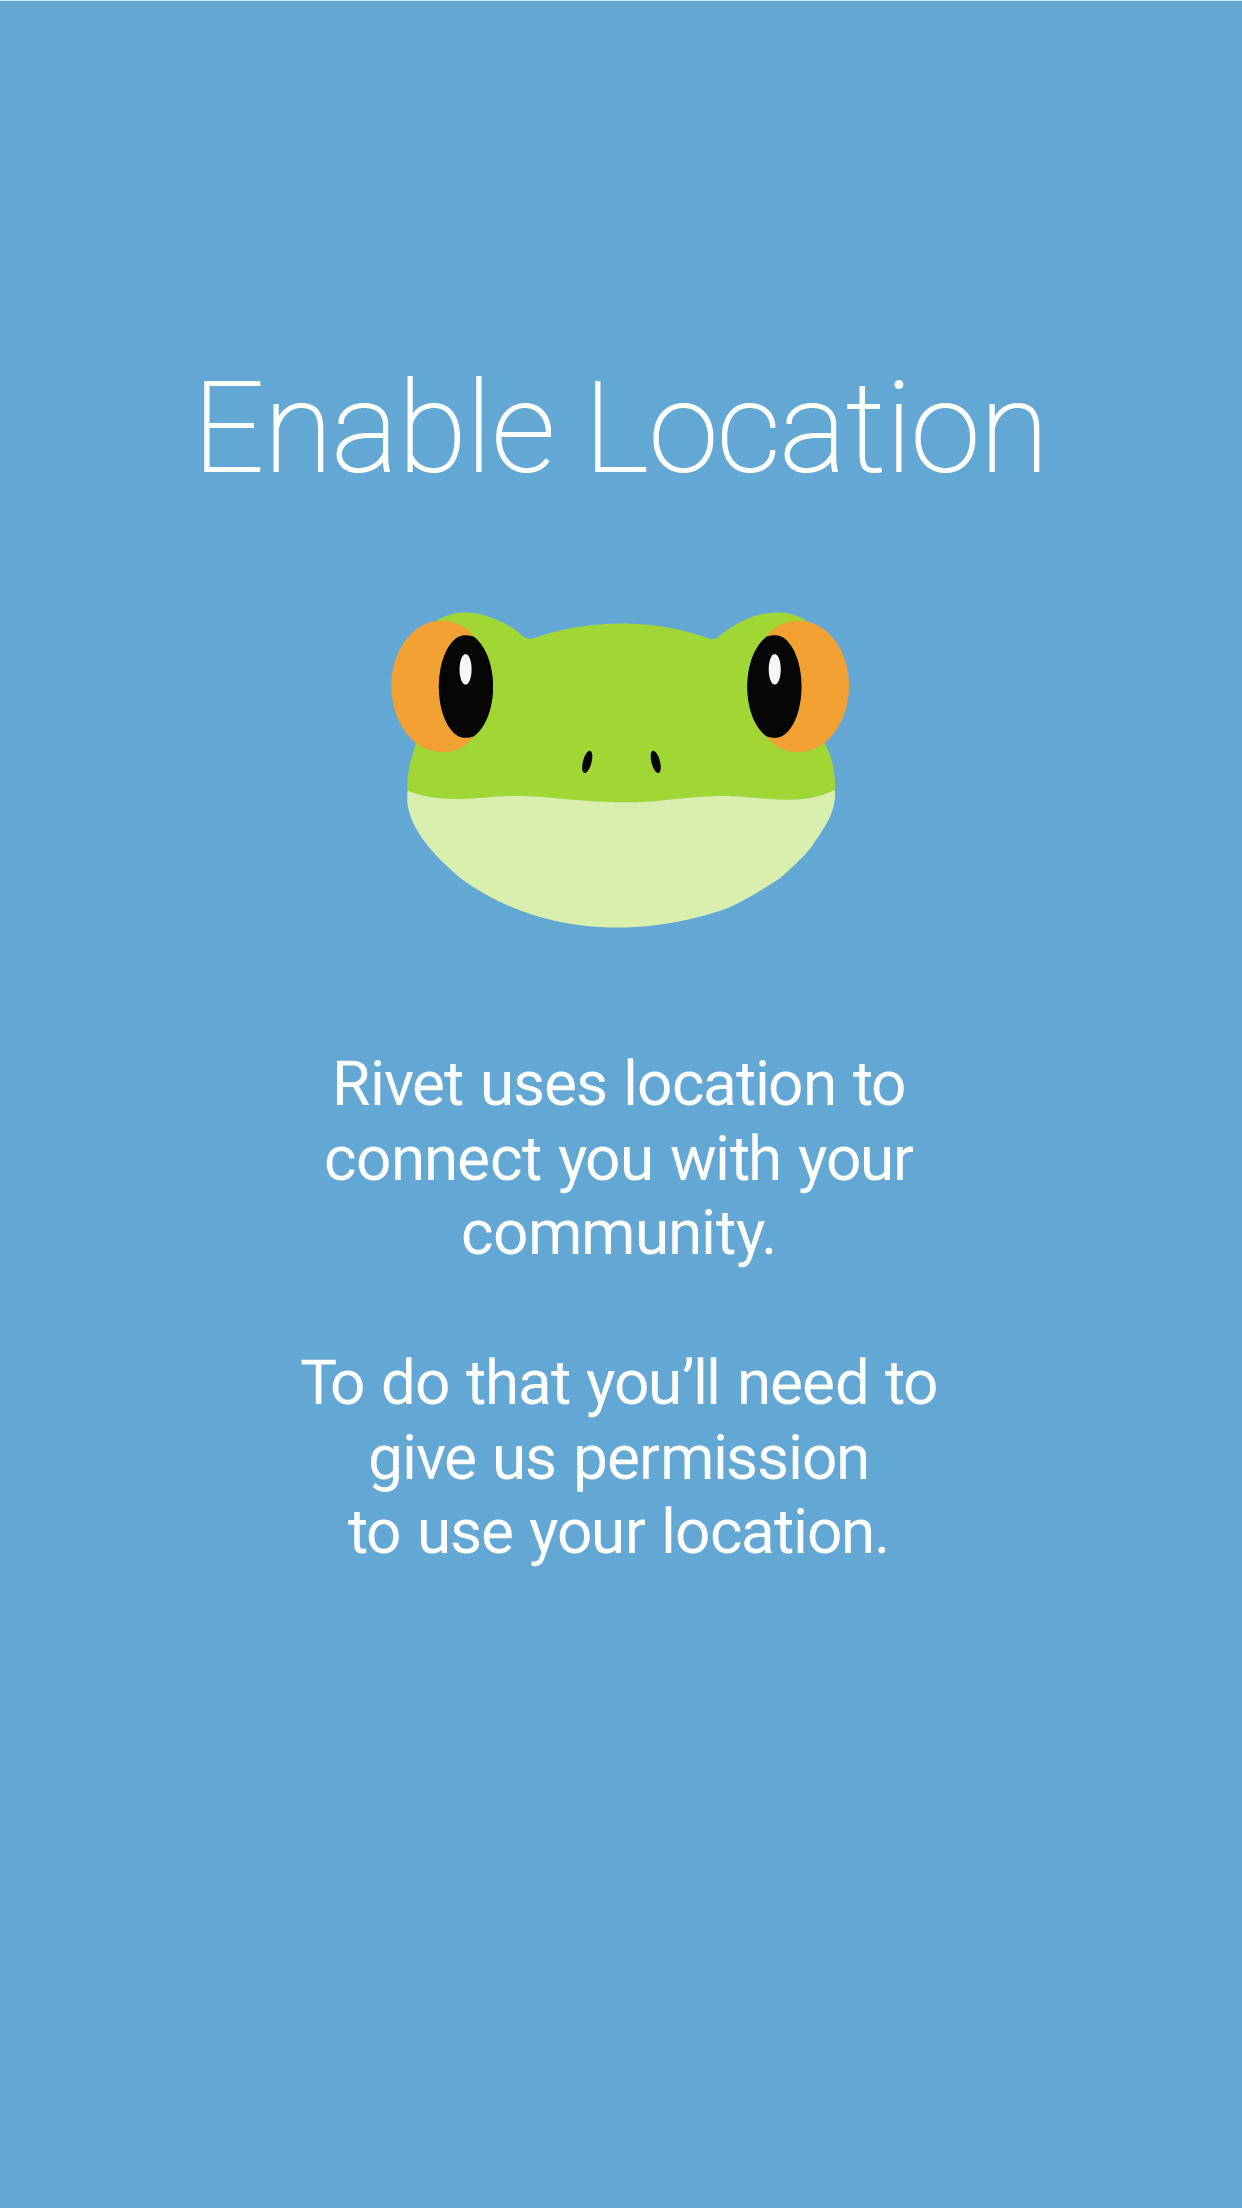 Enable Location
Rivet uses location to
connect you with your
community.
To do that you’ll need to
give us permission
to use your location.